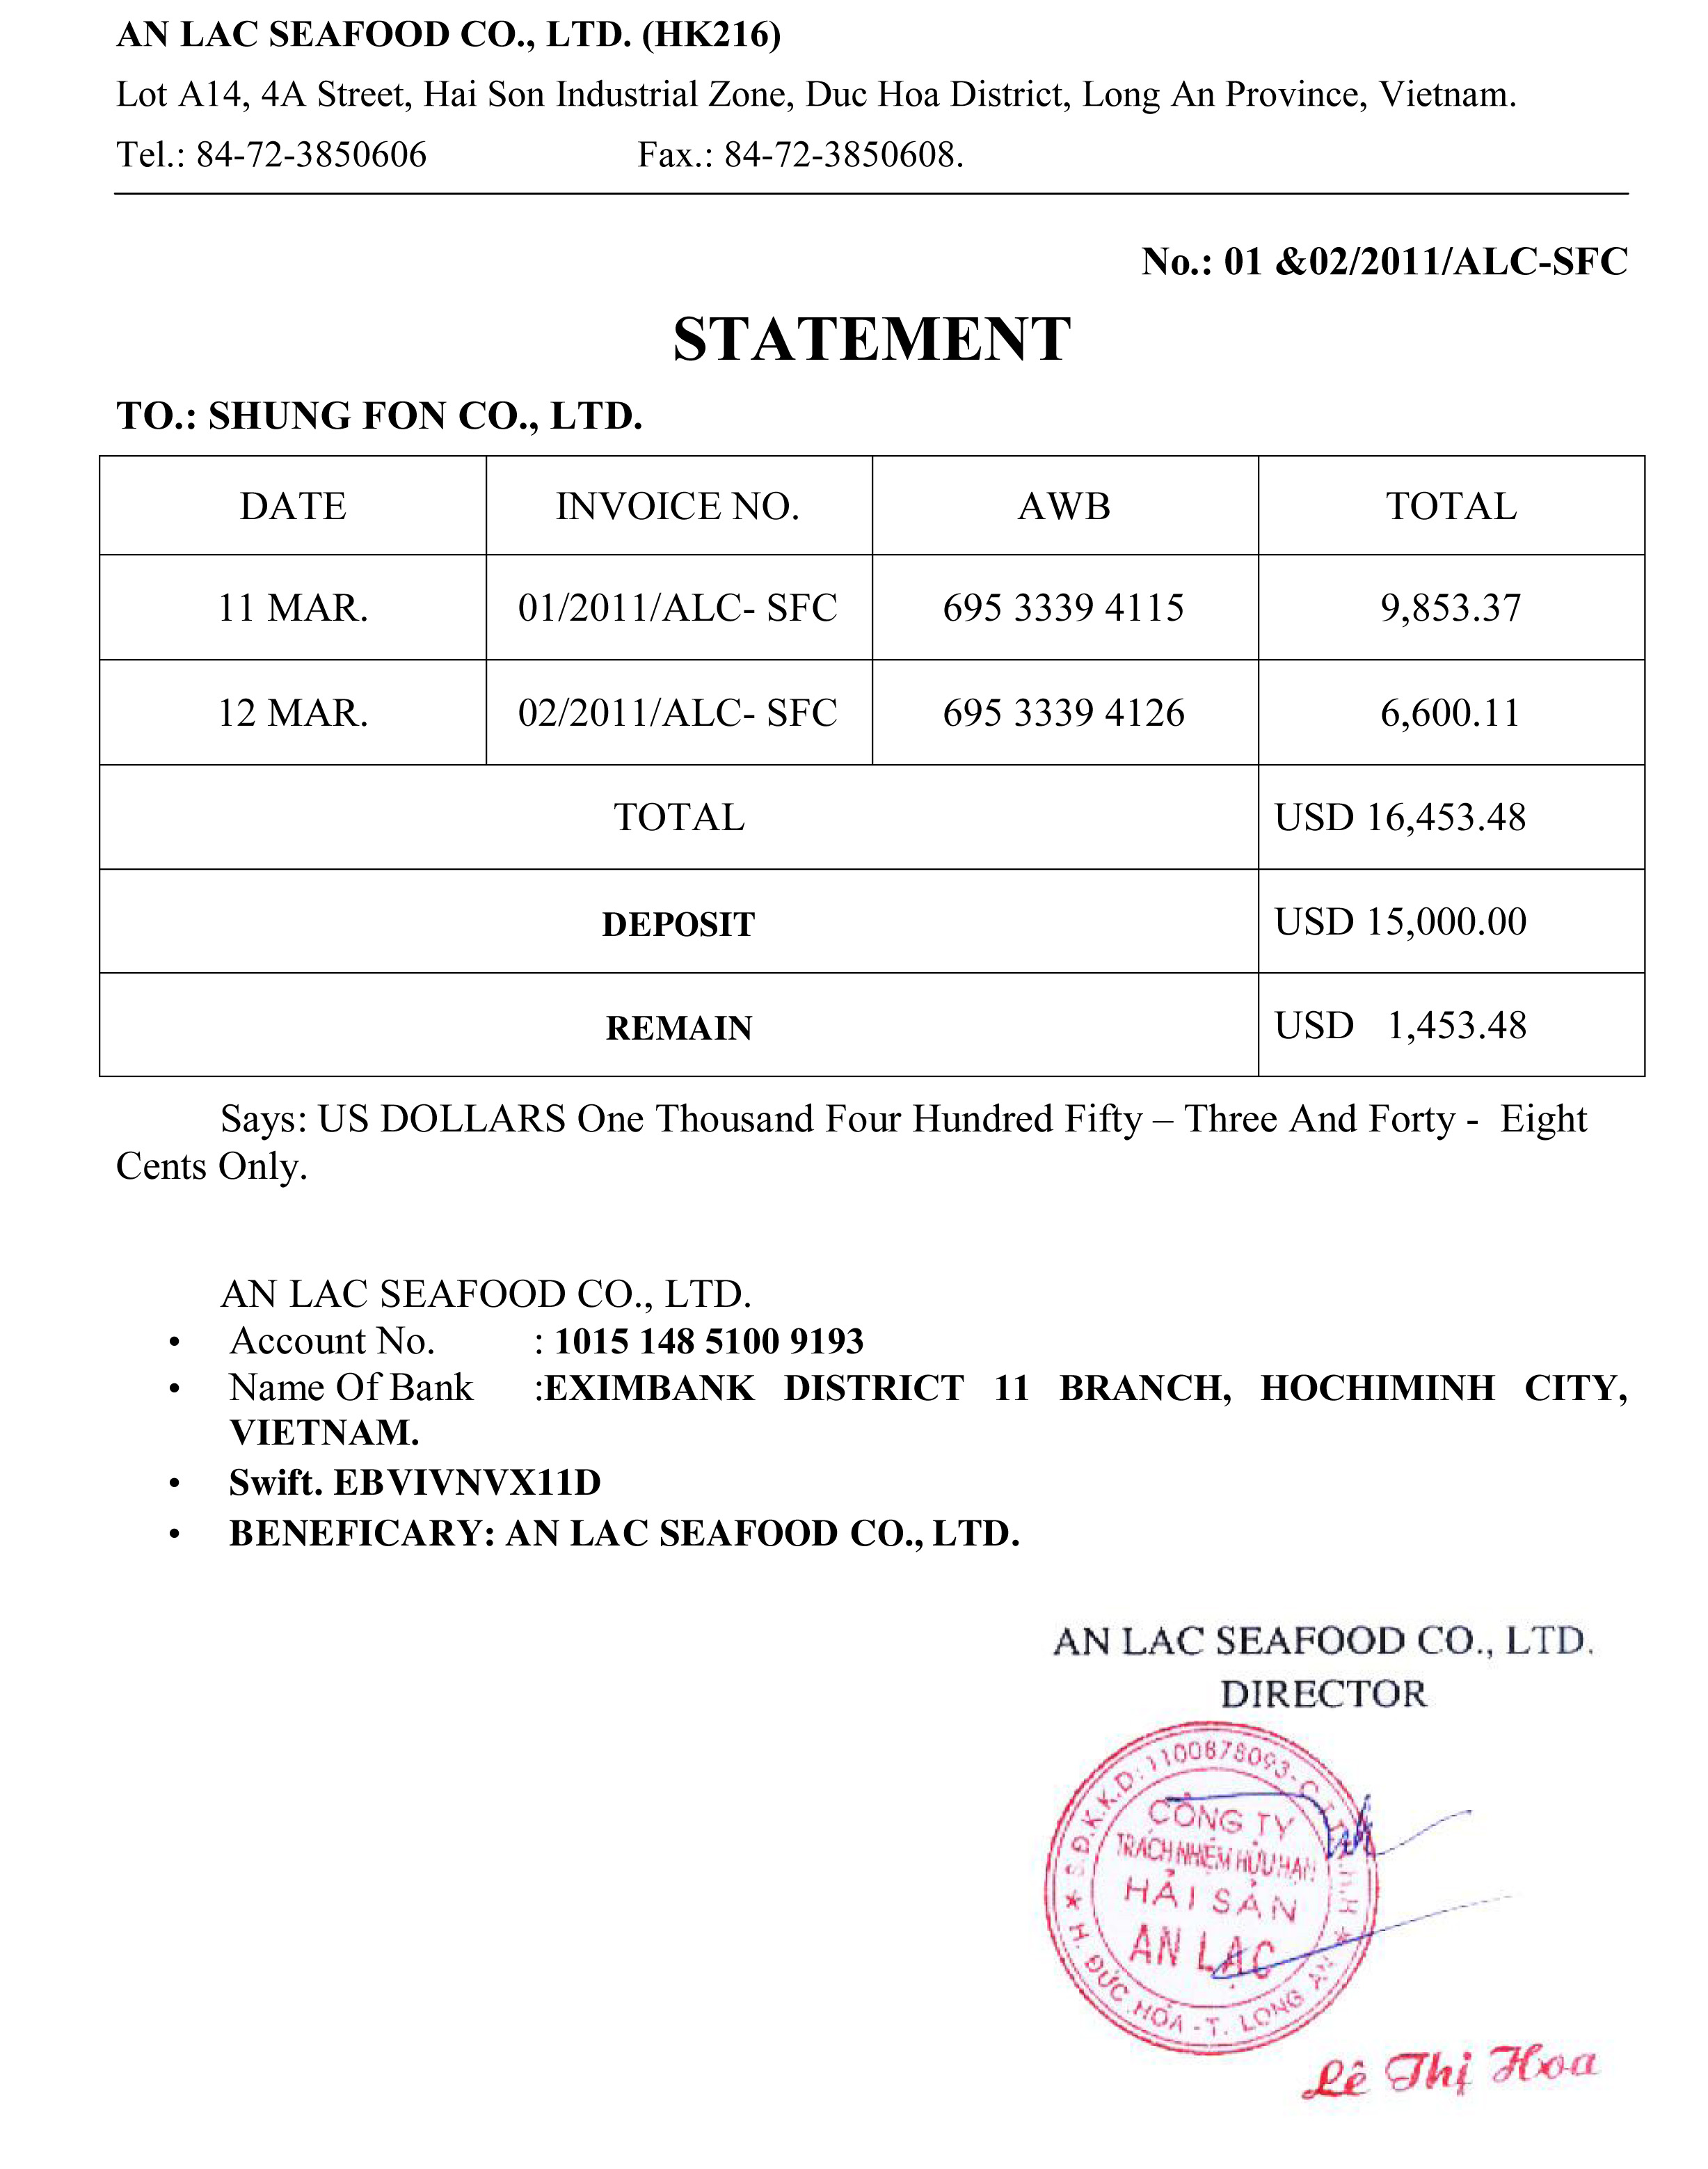 AN LAC SEAFOOD CO., LTD. (HK216)
Lot A14, 4A Street, Hai Son Industrial Zone, Duc Hoa District, Long An Province, Vietnam.
Tel.: 84-72-3850606 Fax.: 84-72-3850608.
No.: 01 &02/2011/ALC-SFC
STATEMENT
TO.: SHUNG FON CO., LTD.
DATE INVOICE NO. AWB TOTAL
11 MAR. 01/2011/ALC- SFC 695 3339 4115 9,853.37
12 MAR. 02/2011/ALC- SFC 695 3339 4126 6,600.11
TOTAL USD 16,453.48
DEPOSIT USD 15,000.00
REMAIN USD 1,453.48
Says: US DOLLARS One Thousand Four Hundred Fifty – Three And Forty - Eight
Cents Only.
AN LAC SEAFOOD CO., LTD.
• Account No. : 1015 148 5100 9193
• Name Of Bank :EXIMBANK DISTRICT 11 BRANCH, HOCHIMINH CITY,
VIETNAM.
• Swift. EBVIVNVX11D
• BENEFICARY: AN LAC SEAFOOD CO., LTD.
AN LAC SEAFOOD CO., LTD.
DIRECTOR
S.Đ.K.K.D:1100878093-C.T.T.N.H.H
CÔNG TY
TRÁCH NHIỆM HỮU HẠN
HẢI SẢN
AN LẠC
H. ĐỨC HÒA - T. LONG AN
Lê Thị Hoa